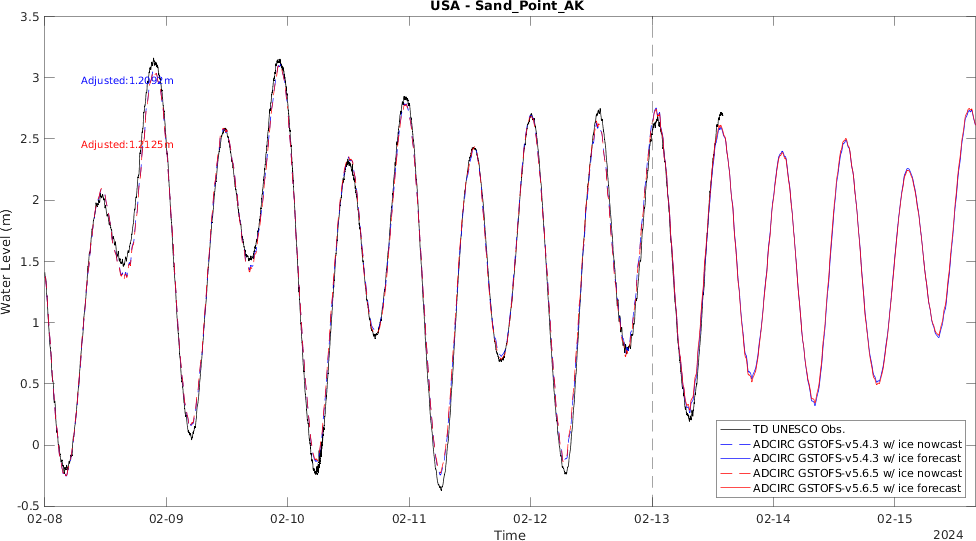 USA - Sand_Point_AK
3.5
3
2.5
2
1.5
1
0.5
0
-0.5
Water Level (m)
Adjusted:1.2092m
Adjusted:1.2125m
TD UNESCO Obs.
ADCIRC GSTOFS-v5.4.3 w/ ice nowcast
ADCIRC GSTOFS-v5.4.3 w/ ice forecast
ADCIRC GSTOFS-v5.6.5 w/ ice nowcast
ADCIRC GSTOFS-v5.6.5 w/ ice forecast
02-08 02-09 02-10 02-11 02-12 02-13 02-14 02-15
Time
2024